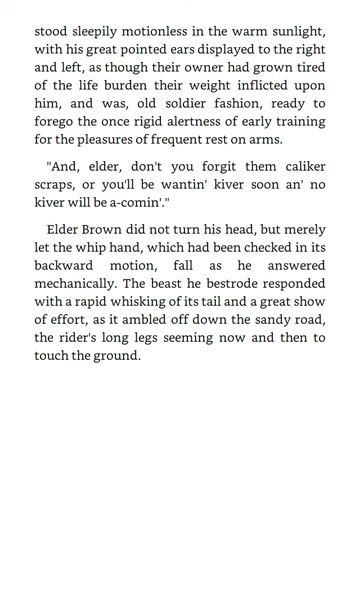 stood sleepily motionless in the warm sunlight,
with his great pointed ears displayed to the right
and left, as though their owner had grown tired
of the life burden their weight inflicted upon
him, and was, old soldier fashion, ready to
forego the once rigid alertness of early training
for the pleasures of frequent rest on arms.
"And, elder, don't you forgit them caliker
scraps, or you'll be wantin' kiver soon an' no
kiver will be a-comin'."
Elder Brown did not turn his head, but merely
let the whip hand, which had been checked in its
backward motion, fall as he answered
mechanically. The beast he bestrode responded
with a rapid whisking of its tail and a great show
of effort, as it ambled off down the sandy road,
the rider's long legs seeming now and then to
touch the ground.